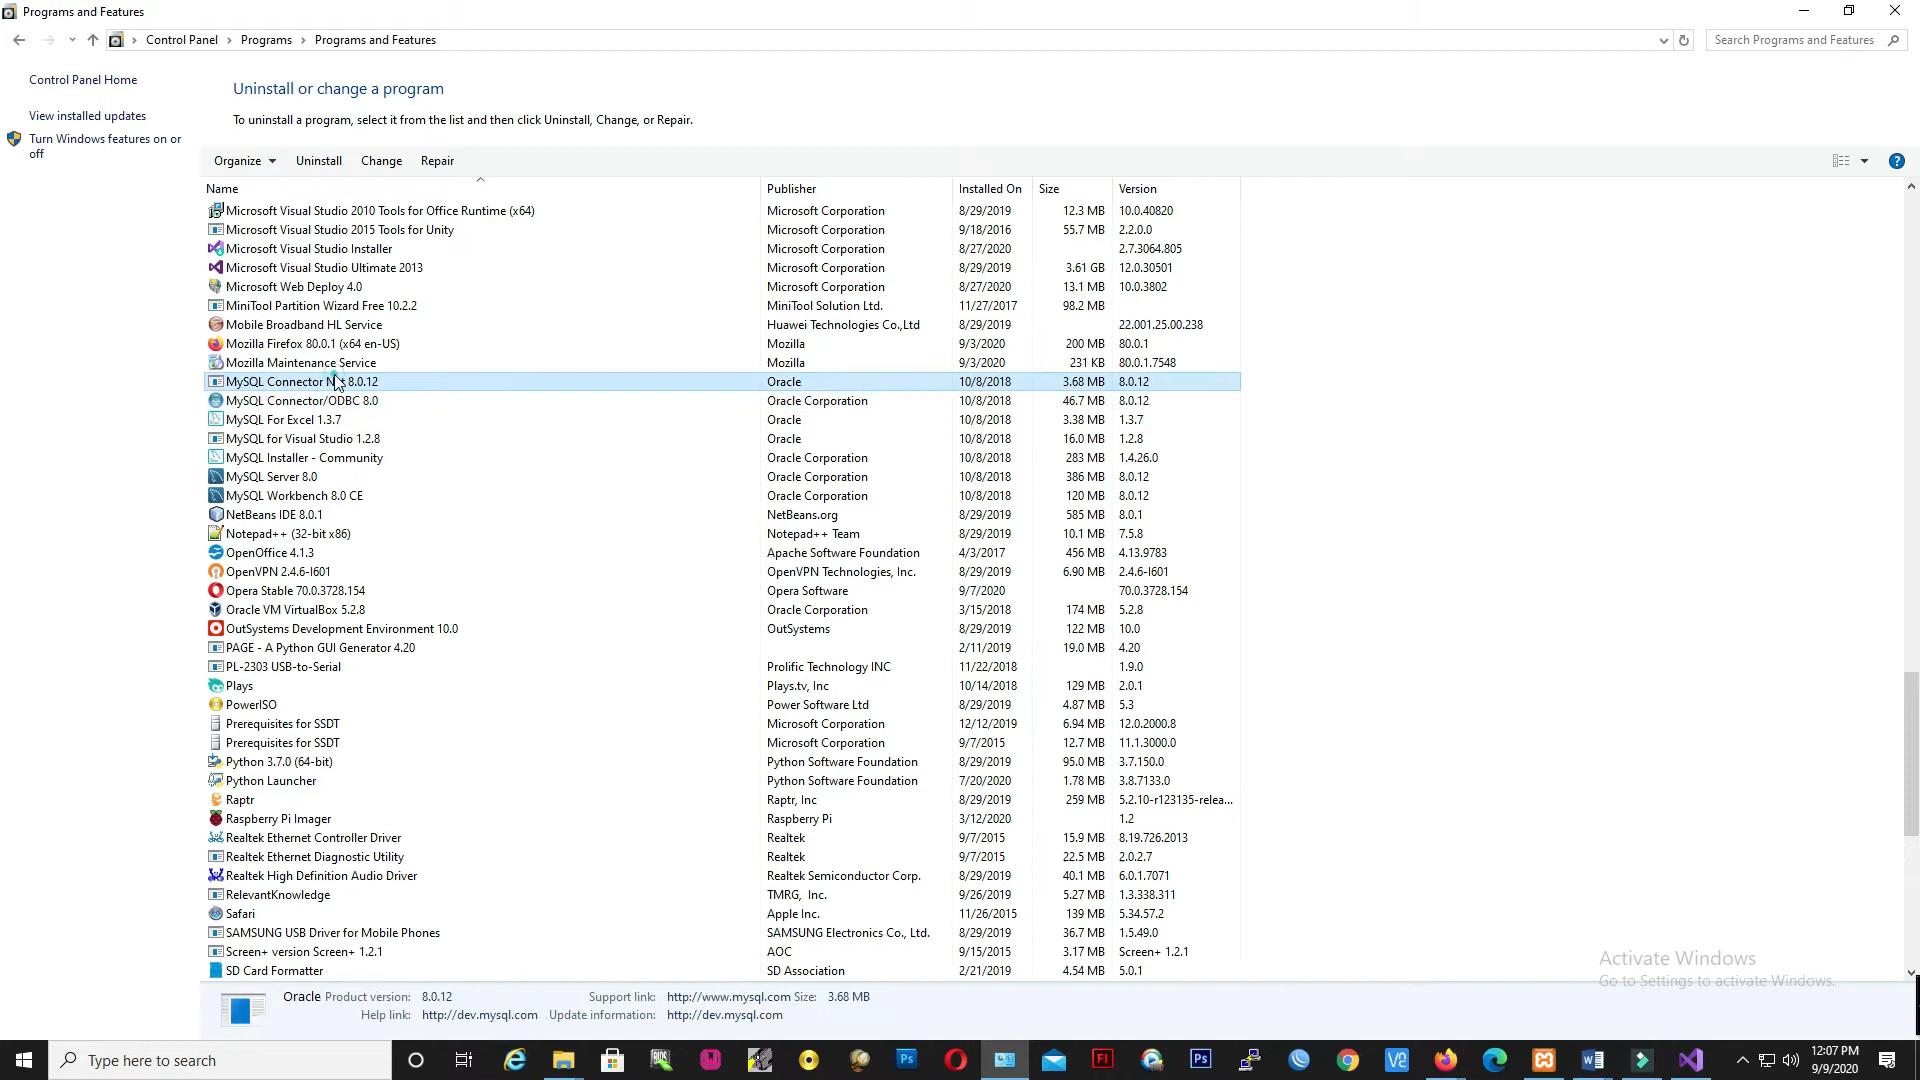 Programs and Features
Control Panel > Programs > Programs and Features
Search Programs and Features
Control Panel Home
View installed updates
Turn Windows features on or off
Uninstall or change a program
To uninstall a program, select it from the list and then click Uninstall, Change, or Repair.
Organize Uninstall Change Repair
Name Publisher Installed On Size Version
Microsoft Visual Studio 2010 Tools for Office Runtime (x64) Microsoft Corporation 8/29/2019 12.3 MB 10.0.40820
Microsoft Visual Studio 2015 Tools for Unity Microsoft Corporation 9/18/2016 55.7 MB 2.2.0.0
Microsoft Visual Studio Installer Microsoft Corporation 8/27/2020 2.7.3064.805
Microsoft Visual Studio Ultimate 2013 Microsoft Corporation 8/29/2019 3.61 GB 12.0.30501
Microsoft Web Deploy 4.0 Microsoft Corporation 8/27/2020 13.1 MB 10.0.3802
MiniTool Partition Wizard Free 10.2.2 MiniTool Solution Ltd. 11/27/2017 98.2 MB
Mobile Broadband HL Service Huawei Technologies Co.,Ltd 8/29/2019 22.001.25.00.238
Mozilla Firefox 80.0.1 (x64 en-US) Mozilla 9/3/2020 200 MB 80.0.1
Mozilla Maintenance Service Mozilla 9/3/2020 231 KB 80.0.1.7548
MySQL Connector Net 8.0.12 Oracle 10/8/2018 3.68 MB 8.0.12
MySQL Connector/ODBC 8.0 Oracle Corporation 10/8/2018 46.7 MB 8.0.12
MySQL For Excel 1.3.7 Oracle 10/8/2018 3.38 MB 1.3.7
MySQL for Visual Studio 1.2.8 Oracle 10/8/2018 16.0 MB 1.2.8
MySQL Installer - Community Oracle Corporation 10/8/2018 283 MB 1.4.26.0
MySQL Server 8.0 Oracle Corporation 10/8/2018 386 MB 8.0.12
MySQL Workbench 8.0 CE Oracle Corporation 10/8/2018 120 MB 8.0.12
NetBeans IDE 8.0.1 NetBeans.org 8/29/2019 585 MB 8.0.1
Notepad++ (32-bit x86) Notepad++ Team 8/29/2019 10.1 MB 7.5.8
OpenOffice 4.1.3 Apache Software Foundation 4/3/2017 456 MB 4.13.9783
OpenVPN 2.4.6-I601 OpenVPN Technologies, Inc. 8/29/2019 6.90 MB 2.4.6-I601
Opera Stable 70.0.3728.154 Opera Software 9/7/2020 70.0.3728.154
Oracle VM VirtualBox 5.2.8 Oracle Corporation 3/15/2018 174 MB 5.2.8
OutSystems Development Environment 10.0 OutSystems 8/29/2019 122 MB 10.0
PAGE - A Python GUI Generator 4.20 2/11/2019 19.0 MB 4.20
PL-2303 USB-to-Serial Prolific Technology INC 11/22/2018 1.9.0
Plays Plays.tv, Inc 10/14/2018 129 MB 2.0.1
PowerISO Power Software Ltd 8/29/2019 4.87 MB 5.3
Prerequisites for SSDT Microsoft Corporation 12/12/2019 6.94 MB 12.0.2000.8
Prerequisites for SSDT Microsoft Corporation 9/7/2015 12.7 MB 11.1.3000.0
Python 3.7.0 (64-bit) Python Software Foundation 8/29/2019 95.0 MB 3.7.150.0
Python Launcher Python Software Foundation 7/20/2020 1.78 MB 3.8.7133.0
Raptr Raptr, Inc 8/29/2019 259 MB 5.2.10-r123135-relea...
Raspberry Pi Imager Raspberry Pi 3/12/2020 1.2
Realtek Ethernet Controller Driver Realtek 9/7/2015 15.9 MB 8.19.726.2013
Realtek Ethernet Diagnostic Utility Realtek 9/7/2015 22.5 MB 2.0.2.7
Realtek High Definition Audio Driver Realtek Semiconductor Corp. 8/29/2019 40.1 MB 6.0.1.7071
RelevantKnowledge TMRG, Inc. 9/26/2019 5.27 MB 1.3.338.311
Safari Apple Inc. 11/26/2015 139 MB 5.34.57.2
SAMSUNG USB Driver for Mobile Phones SAMSUNG Electronics Co., Ltd. 8/29/2019 36.7 MB 1.5.49.0
Screen+ version Screen+ 1.2.1 AOC 9/15/2015 3.17 MB Screen+ 1.2.1
SD Card Formatter SD Association 2/21/2019 4.54 MB 5.0.1
Activate Windows
Go to Settings to activate Windows.
Oracle Product version: 8.0.12 Support link: http://www.mysql.com Size: 3.68 MB
Help link: http://dev.mysql.com Update information: http://dev.mysql.com
Type here to search
12:07 PM
9/9/2020